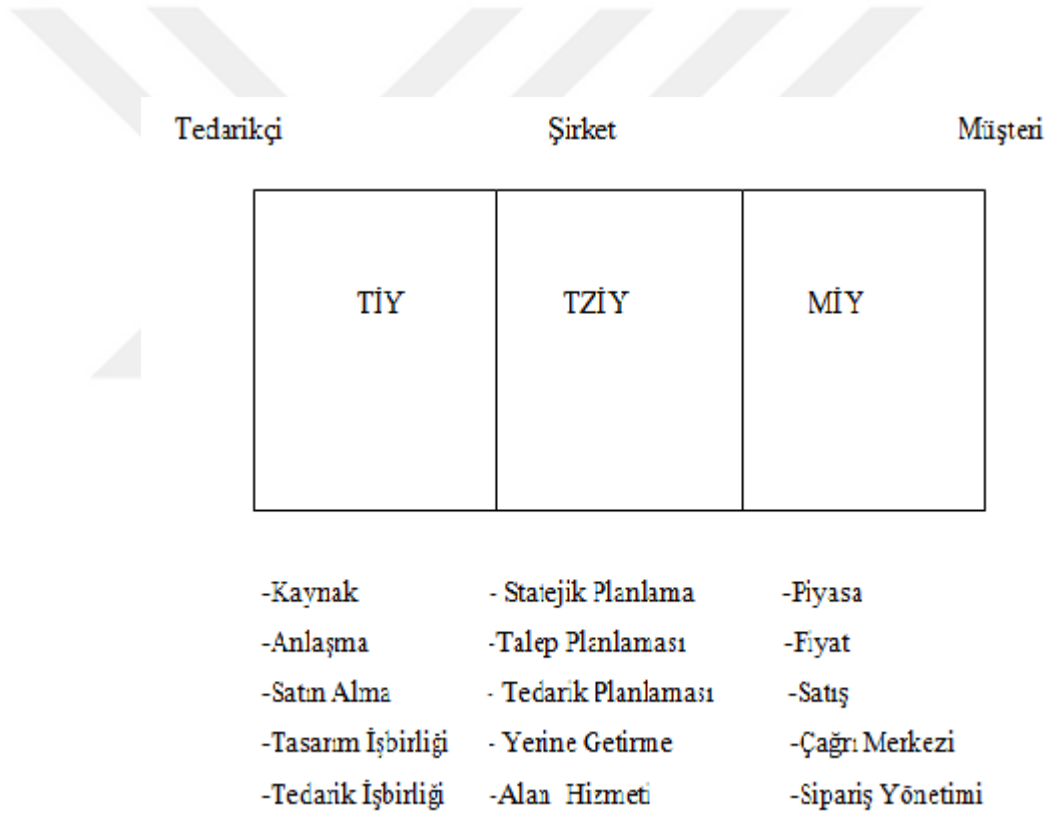 Tedarikçi Şirket Müşteri
TİY TZİY MİY
-Kaynak - Statejik Planlama -Piyasa
-Anlaşma -Talep Planlaması -Fiyat
-Satın Alma - Tedarik Planlaması -Satış
-Tasarım İşbirliği - Yerine Getirme -Çağrı Merkezi
-Tedarik İşbirliği -Alan Hizmeti -Sipariş Yönetimi